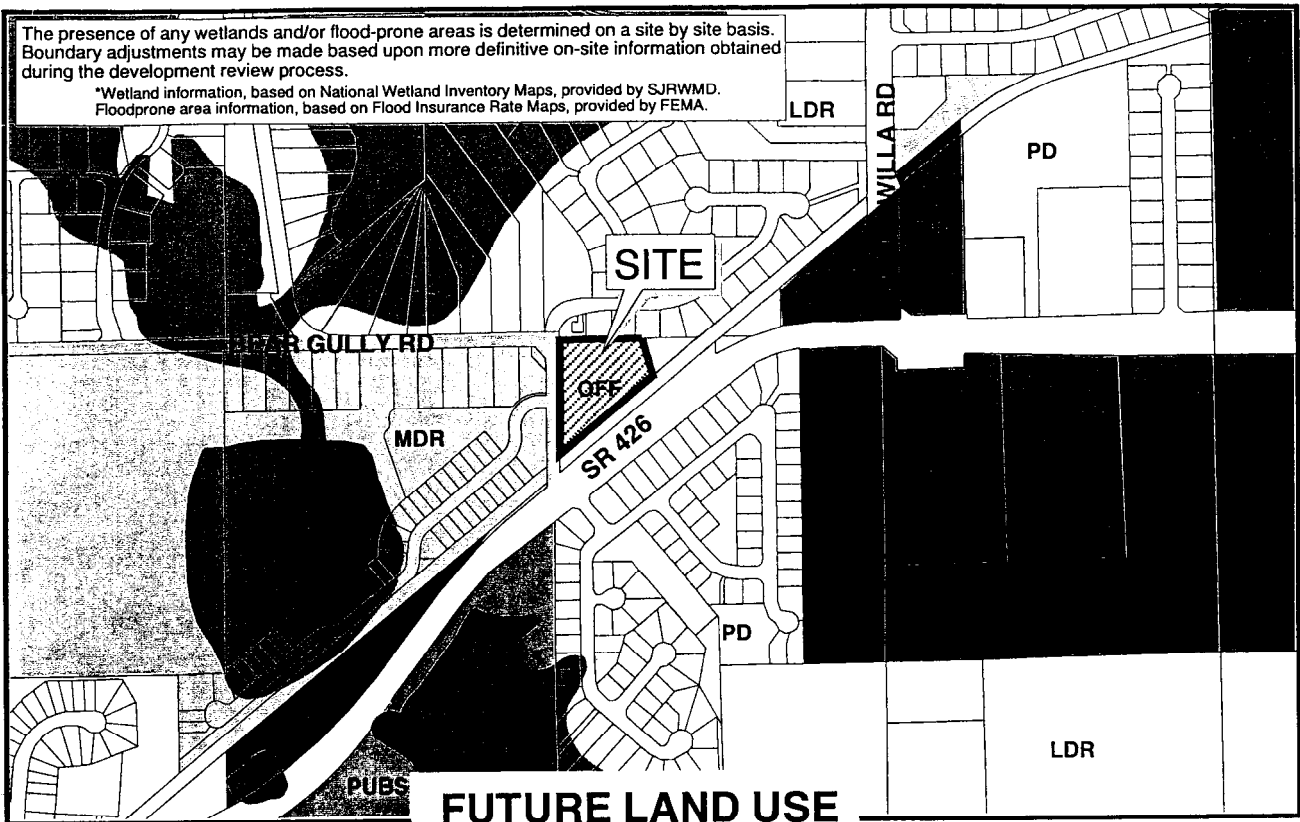 The presence of any wetlands and/or flood-prone areas is determined on a site by site basis.
Boundary adjustments may be made based upon more definitive on-site information obtained
during the development review process.
*Wetland information, based on National Wetland Inventory Maps, provided by SJRWMD.
Floodprone area information, based on Flood Insurance Rate Maps, provided by FEMA.
LDR
WILLA RD
PD
SITE
BEAR GULLY RD
OFF
MDR
SR 426
PD
LDR
PUBS
FUTURE LAND USE